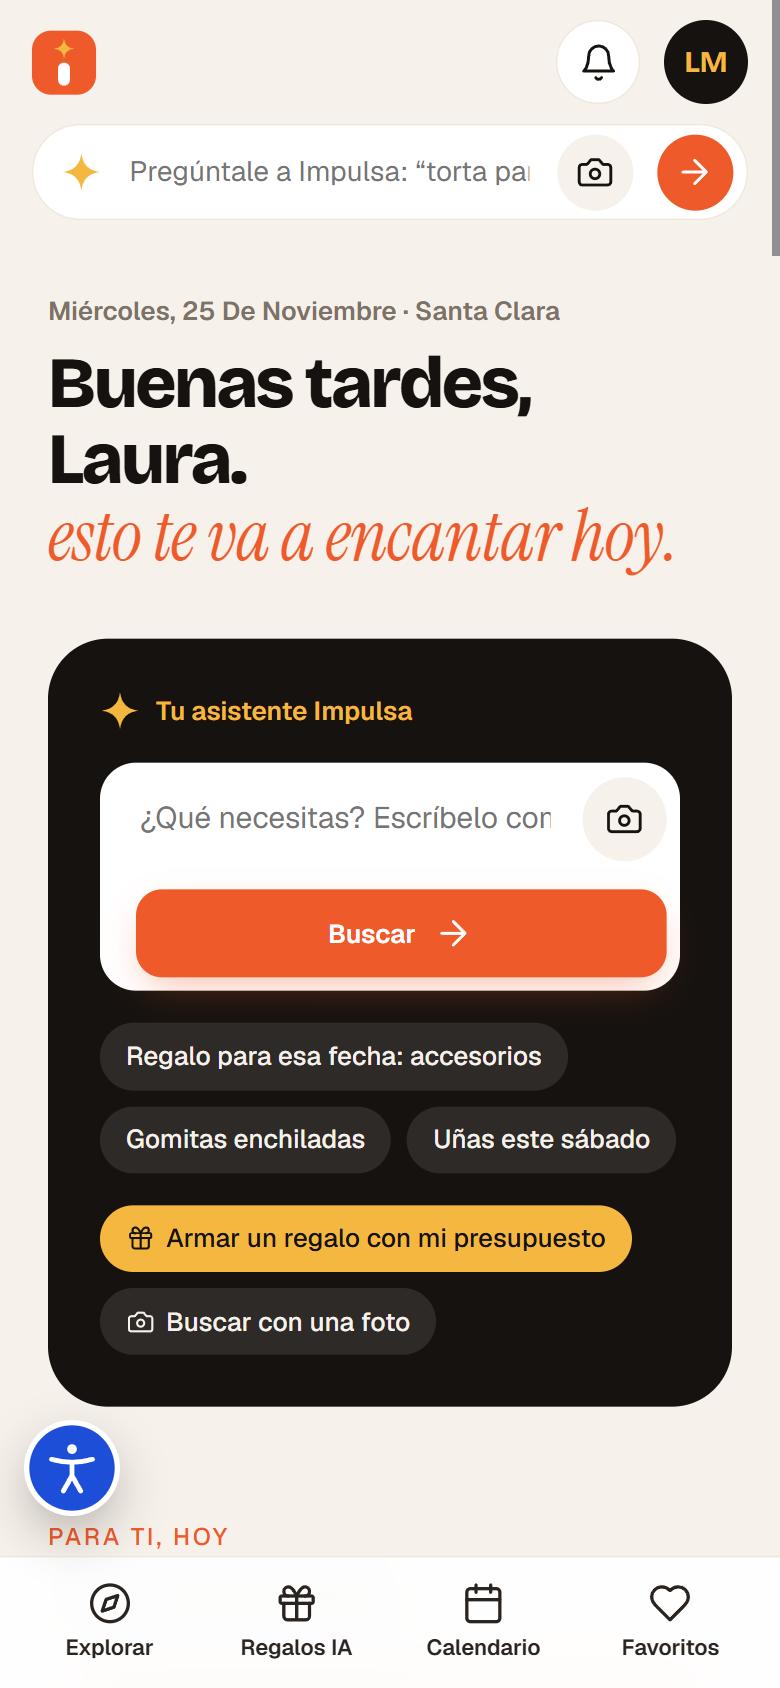 LM
Pregúntale a Impulsa: “torta par
Miércoles, 25 De Noviembre · Santa Clara
Buenas tardes,
Laura.
esto te va a encantar hoy.
Tu asistente Impulsa
¿Qué necesitas? Escríbelo con
Buscar
Regalo para esa fecha: accesorios
Gomitas enchiladas
Uñas este sábado
Armar un regalo con mi presupuesto
Buscar con una foto
PARA TI, HOY
Explorar
Regalos IA
Calendario
Favoritos